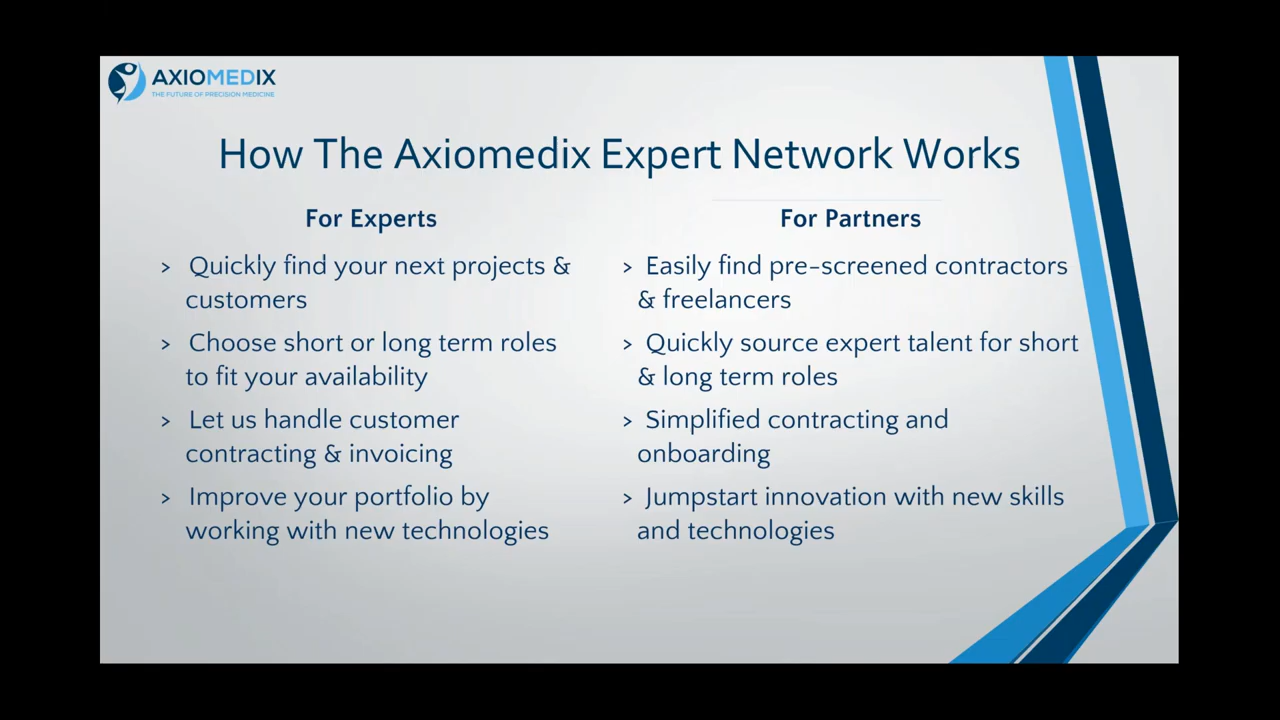 AXIOMEDIX
THE FUTURE OF PRECISION MEDICINE
How The Axiomedix Expert Network Works
For Experts
> Quickly find your next projects &
customers
> Choose short or long term roles
to fit your availability
> Let us handle customer
contracting & invoicing
> Improve your portfolio by
working with new technologies
For Partners
> Easily find pre-screened contractors
& freelancers
> Quickly source expert talent for short
& long term roles
> Simplified contracting and
onboarding
> Jumpstart innovation with new skills
and technologies